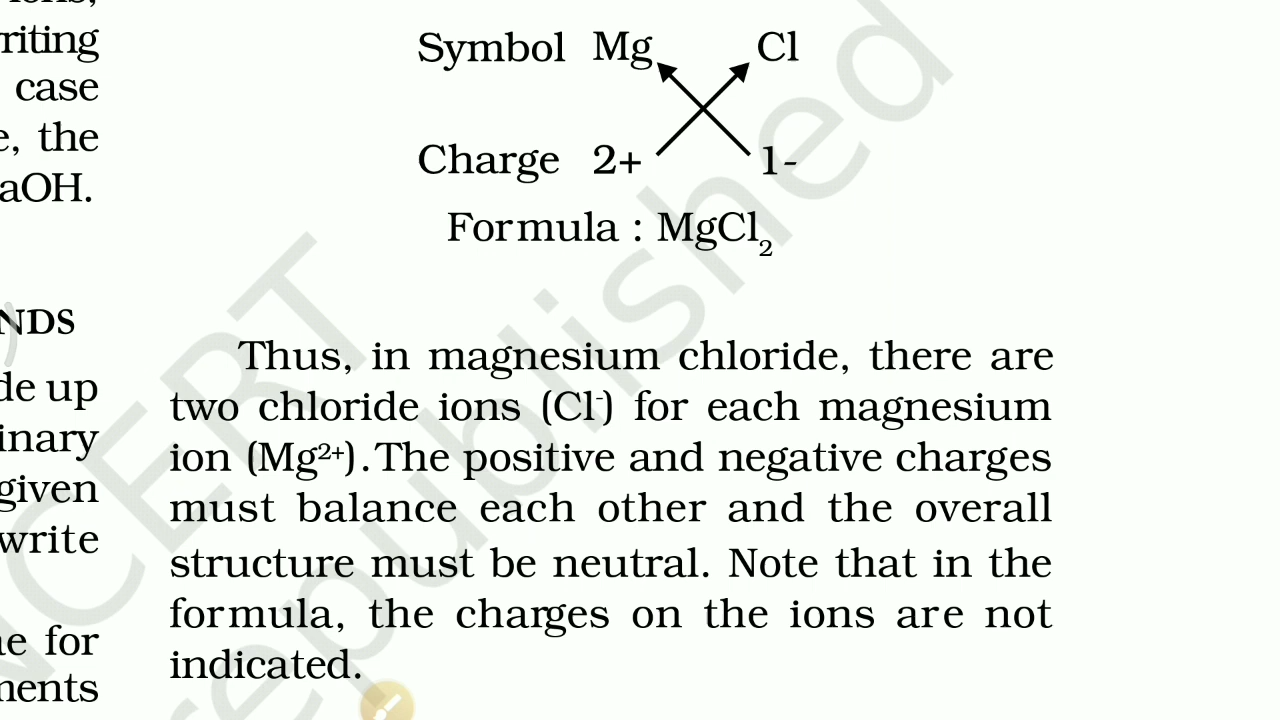 riting
case
e, the
aOH.
NDS
de up
inary
given
write
e for
ments
Symbol Mg Cl
Charge 2+ 1-
Formula : MgCl₂
Thus, in magnesium chloride, there are
two chloride ions (Cl⁻) for each magnesium
ion (Mg²⁺).The positive and negative charges
must balance each other and the overall
structure must be neutral. Note that in the
formula, the charges on the ions are not
indicated.
NCERT
republished